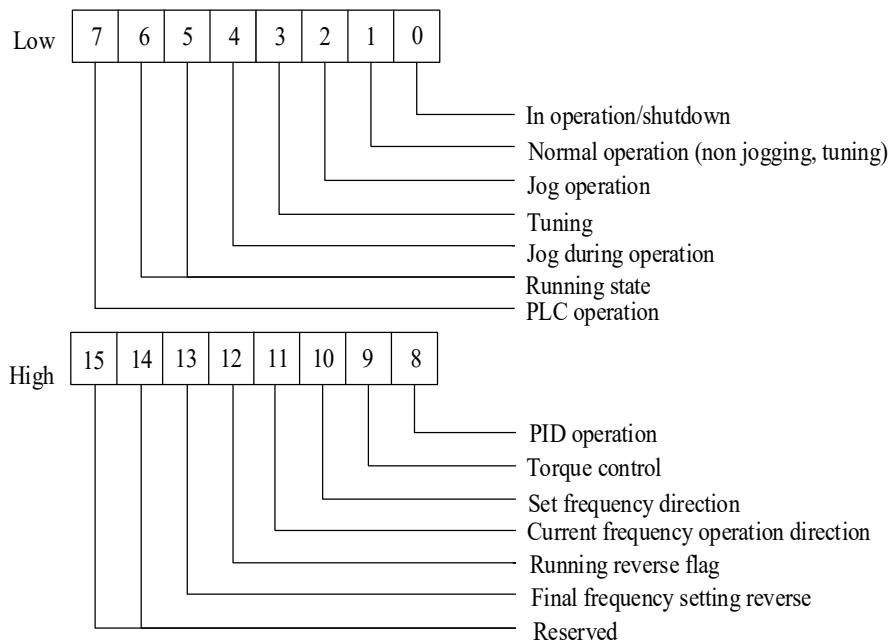 Low 7 6 5 4 3 2 1 0
In operation/shutdown
Normal operation (non jogging, tuning)
Jog operation
Tuning
Jog during operation
Running state
PLC operation
High 15 14 13 12 11 10 9 8
PID operation
Torque control
Set frequency direction
Current frequency operation direction
Running reverse flag
Final frequency setting reverse
Reserved